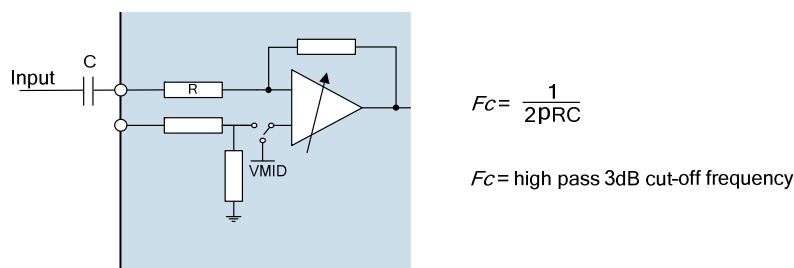 C
Input
R
VMID
Fc = 1
2pRC
Fc = high pass 3dB cut-off frequency